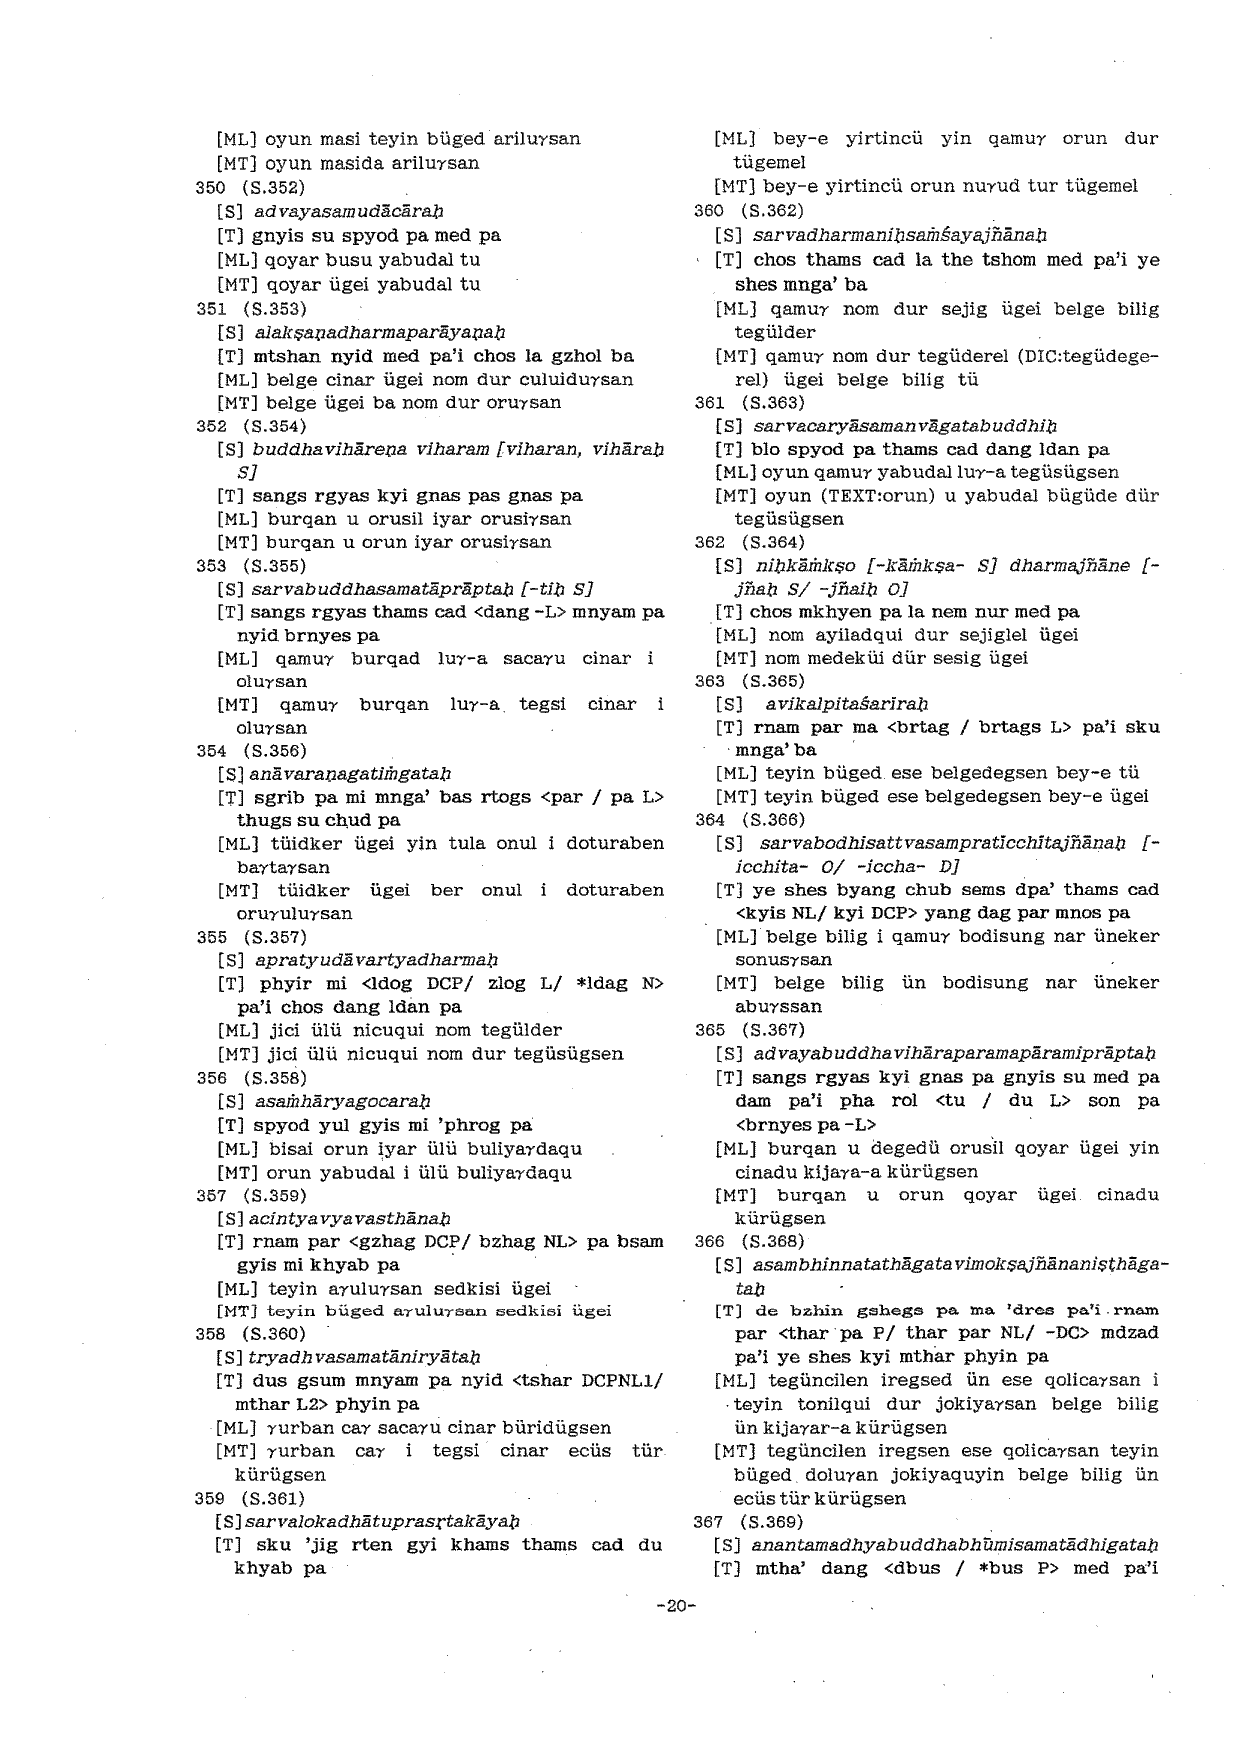 [ML] oyun masi teyin büged ariluγsan
[MT] oyun masida ariluγsan
350 (S.352)
[S] advayasamudācāraḥ
[T] gnyis su spyod pa med pa
[ML] qoyar busu yabudal tu
[MT] qoyar ügei yabudal tu
351 (S.353)
[S] alakṣaṇadharmaparāyaṇaḥ
[T] mtshan nyid med pa'i chos la gzhol ba
[ML] belge cinar ügei nom dur culuiduγsan
[MT] belge ügei ba nom dur oruγsan
352 (S.354)
[S] buddhavihāreṇa viharam [viharan, vihāraḥ
S]
[T] sangs rgyas kyi gnas pas gnas pa
[ML] burqan u orusil iyar orusiγsan
[MT] burqan u orun iyar orusiγsan
353 (S.355)
[S] sarvabuddhasamatāprāptaḥ [-tiḥ S]
[T] sangs rgyas thams cad <dang -L> mnyam pa
nyid brnyes pa
[ML] qamuγ burqad luγ-a sacaγu cinar i
oluγsan
[MT] qamuγ burqan luγ-a tegsi cinar i
oluγsan
354 (S.356)
[S] anāvaraṇagatiṁgataḥ
[T] sgrib pa mi mnga' bas rtogs <par / pa L>
thugs su chud pa
[ML] tüidker ügei yin tula onul i doturaben
baγtaγsan
[MT] tüidker ügei ber onul i doturaben
oruγuluγsan
355 (S.357)
[S] apratyudāvartyadharmaḥ
[T] phyir mi <ldog DCP/ zlog L/ *ldag N>
pa'i chos dang ldan pa
[ML] jici ülü nicuqui nom tegülder
[MT] jici ülü nicuqui nom dur tegüsügsen
356 (S.358)
[S] asaṁhāryagocaraḥ
[T] spyod yul gyis mi 'phrog pa
[ML] bisai orun iyar ülü buliyaγdaqu
[MT] orun yabudal i ülü buliyaγdaqu
357 (S.359)
[S] acintyavyavasthānaḥ
[T] rnam par <gzhag DCP/ bzhag NL> pa bsam
gyis mi khyab pa
[ML] teyin aγuluγsan sedkisi ügei
[MT] teyin büged aγuluγsan sedkisi ügei
358 (S.360)
[S] tryadhvasamatāniryātaḥ
[T] dus gsum mnyam pa nyid <tshar DCPNL1/
mthar L2> phyin pa
[ML] γurban caγ sacaγu cinar büridügsen
[MT] γurban caγ i tegsi cinar ecüs tür
kürügsen
359 (S.361)
[S] sarvalokadhātuprasṛtakāyaḥ
[T] sku 'jig rten gyi khams thams cad du
khyab pa
[ML] bey-e yirtincü yin qamuγ orun dur
tügemel
[MT] bey-e yirtincü orun nuγud tur tügemel
360 (S.362)
[S] sarvadharmaniḥsaṁśayajñānaḥ
[T] chos thams cad la the tshom med pa'i ye
shes mnga' ba
[ML] qamuγ nom dur sejig ügei belge bilig
tegülder
[MT] qamuγ nom dur tegüderel (DIC:tegüdege-
rel) ügei belge bilig tü
361 (S.363)
[S] sarvacaryāsamanvāgatabuddhiḥ
[T] blo spyod pa thams cad dang ldan pa
[ML] oyun qamuγ yabudal luγ-a tegüsügsen
[MT] oyun (TEXT:orun) u yabudal bügüde dür
tegüsügsen
362 (S.364)
[S] niḥkāṁkṣo [-kāṁkṣa- S] dharmajñāne [-
jñaḥ S/ -jñaiḥ O]
[T] chos mkhyen pa la nem nur med pa
[ML] nom ayiladqui dur sejiglel ügei
[MT] nom medeküi dür sesig ügei
363 (S.365)
[S] avikalpitaśarīraḥ
[T] rnam par ma <brtag / brtags L> pa'i sku
mnga' ba
[ML] teyin büged ese belgedegsen bey-e tü
[MT] teyin büged ese belgedegsen bey-e ügei
364 (S.366)
[S] sarvabodhisattvasampratīcchitajñānaḥ [-
icchita- O/ -iccha- D]
[T] ye shes byang chub sems dpa' thams cad
<kyis NL/ kyi DCP> yang dag par mnos pa
[ML] belge bilig i qamuγ bodisung nar üneker
sonusγsan
[MT] belge bilig ün bodisung nar üneker
abuγssan
365 (S.367)
[S] advayabuddhavihāraparamapāramiprāptaḥ
[T] sangs rgyas kyi gnas pa gnyis su med pa
dam pa'i pha rol <tu / du L> son pa
<brnyes pa -L>
[ML] burqan u degedü orusil qoyar ügei yin
cinadu kijaγa-a kürügsen
[MT] burqan u orun qoyar ügei cinadu
kürügsen
366 (S.368)
[S] asambhinnatathāgatavimokṣajñānaniṣṭhāga-
taḥ
[T] de bzhin gshegs pa ma 'dres pa'i rnam
par <thar pa P/ thar par NL/ -DC> mdzad
pa'i ye shes kyi mthar phyin pa
[ML] tegüncilen iregsed ün ese qolicaγsan i
teyin tonilqui dur jokiyaγsan belge bilig
ün kijaγar-a kürügsen
[MT] tegüncilen iregsen ese qolicaγsan teyin
büged doluγan jokiyaquyin belge bilig ün
ecüs tür kürügsen
367 (S.369)
[S] anantamadhyabuddhabhūmisamatādhigataḥ
[T] mtha' dang <dbus / *bus P> med pa'i
-20-